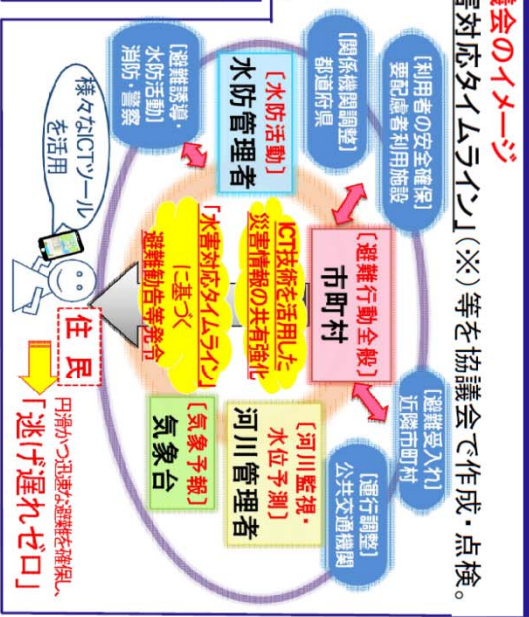 議会のイメージ
害対応タイムライン」(※)等を協議会で作成・点検。
[利用者の安全確保]
要配慮者利用施設
[関係機関調整]
都道府県
[避難誘導・
水防活動]
消防・警察
[避難受入れ]
近隣市町村
[運行調整]
公共交通機関
[避難行動全般]
市町村
[水防活動]
水防管理者
[河川監視・
水位予測]
河川管理者
[気象予報]
気象台
ICT技術を活用した
災害情報の共有強化
「水害対応タイムライン」
に基づく
避難勧告等発令
様々なICTツール
を活用
住民
円滑かつ迅速な避難を確保し、
「逃げ遅れゼロ」